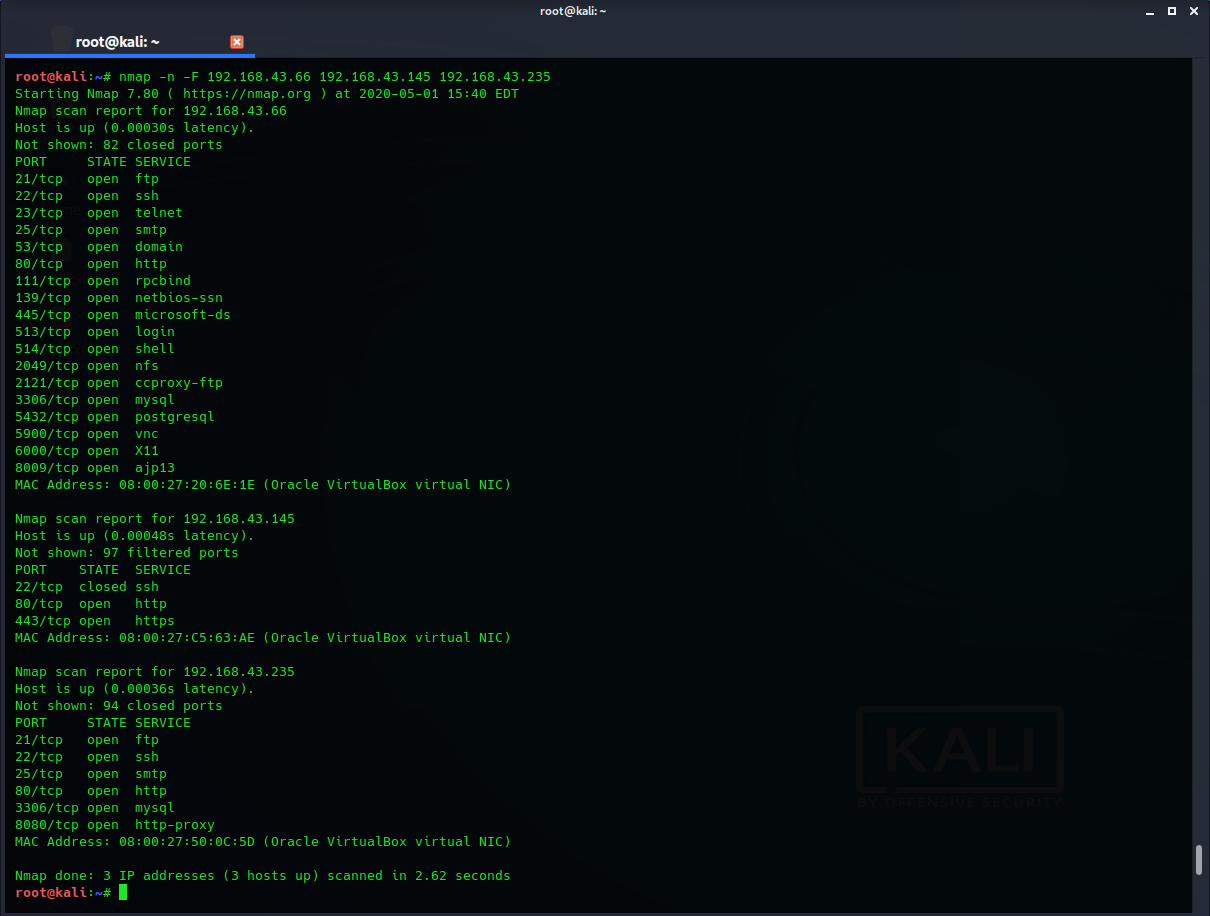 root@kali: ~
root@kali: ~
root@kali:~# nmap -n -F 192.168.43.66 192.168.43.145 192.168.43.235
Starting Nmap 7.80 ( https://nmap.org ) at 2020-05-01 15:40 EDT
Nmap scan report for 192.168.43.66
Host is up (0.00030s latency).
Not shown: 82 closed ports
PORT     STATE SERVICE
21/tcp   open  ftp
22/tcp   open  ssh
23/tcp   open  telnet
25/tcp   open  smtp
53/tcp   open  domain
80/tcp   open  http
111/tcp  open  rpcbind
139/tcp  open  netbios-ssn
445/tcp  open  microsoft-ds
513/tcp  open  login
514/tcp  open  shell
2049/tcp open  nfs
2121/tcp open  ccproxy-ftp
3306/tcp open  mysql
5432/tcp open  postgresql
5900/tcp open  vnc
6000/tcp open  X11
8009/tcp open  ajp13
MAC Address: 08:00:27:20:6E:1E (Oracle VirtualBox virtual NIC)

Nmap scan report for 192.168.43.145
Host is up (0.00048s latency).
Not shown: 97 filtered ports
PORT    STATE  SERVICE
22/tcp  closed ssh
80/tcp  open   http
443/tcp open   https
MAC Address: 08:00:27:C5:63:AE (Oracle VirtualBox virtual NIC)

Nmap scan report for 192.168.43.235
Host is up (0.00036s latency).
Not shown: 94 closed ports
PORT     STATE SERVICE
21/tcp   open  ftp
22/tcp   open  ssh
25/tcp   open  smtp
80/tcp   open  http
3306/tcp open  mysql
8080/tcp open  http-proxy
MAC Address: 08:00:27:50:0C:5D (Oracle VirtualBox virtual NIC)

Nmap done: 3 IP addresses (3 hosts up) scanned in 2.62 seconds
root@kali:~#
KALI
BY OFFENSIVE SECURITY